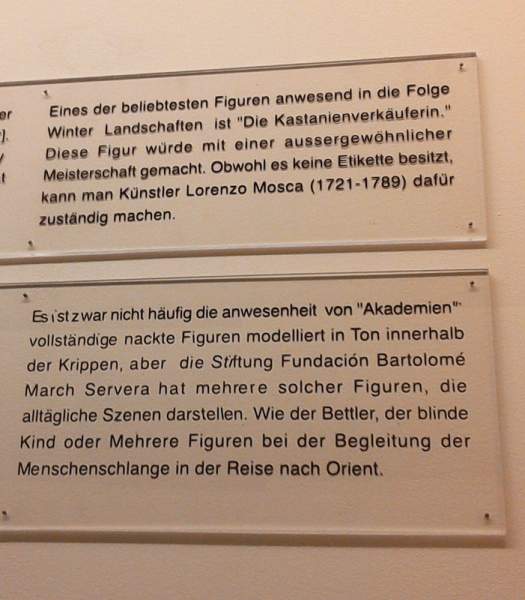 Eines der beliebtesten Figuren anwesend in die Folge
Winter Landschaften ist "Die Kastanienverkäuferin."
Diese Figur würde mit einer aussergewöhnlicher
Meisterschaft gemacht. Obwohl es keine Etikette besitzt,
kann man Künstler Lorenzo Mosca (1721-1789) dafür
zuständig machen.
Es ist zwar nicht häufig die anwesenheit von "Akademien"
vollständige nackte Figuren modelliert in Ton innerhalb
der Krippen, aber die Stiftung Fundación Bartolomé
March Servera hat mehrere solcher Figuren, die
alltägliche Szenen darstellen. Wie der Bettler, der blinde
Kind oder Mehrere Figuren bei der Begleitung der
Menschenschlange in der Reise nach Orient.